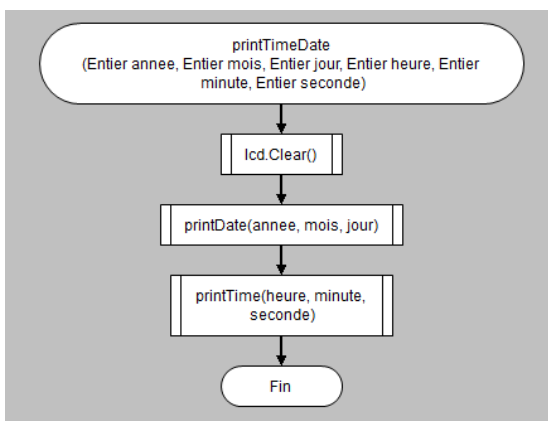 printTimeDate
(Entier annee, Entier mois, Entier jour, Entier heure, Entier
minute, Entier seconde)
lcd.Clear()
printDate(annee, mois, jour)
printTime(heure, minute,
seconde)
Fin